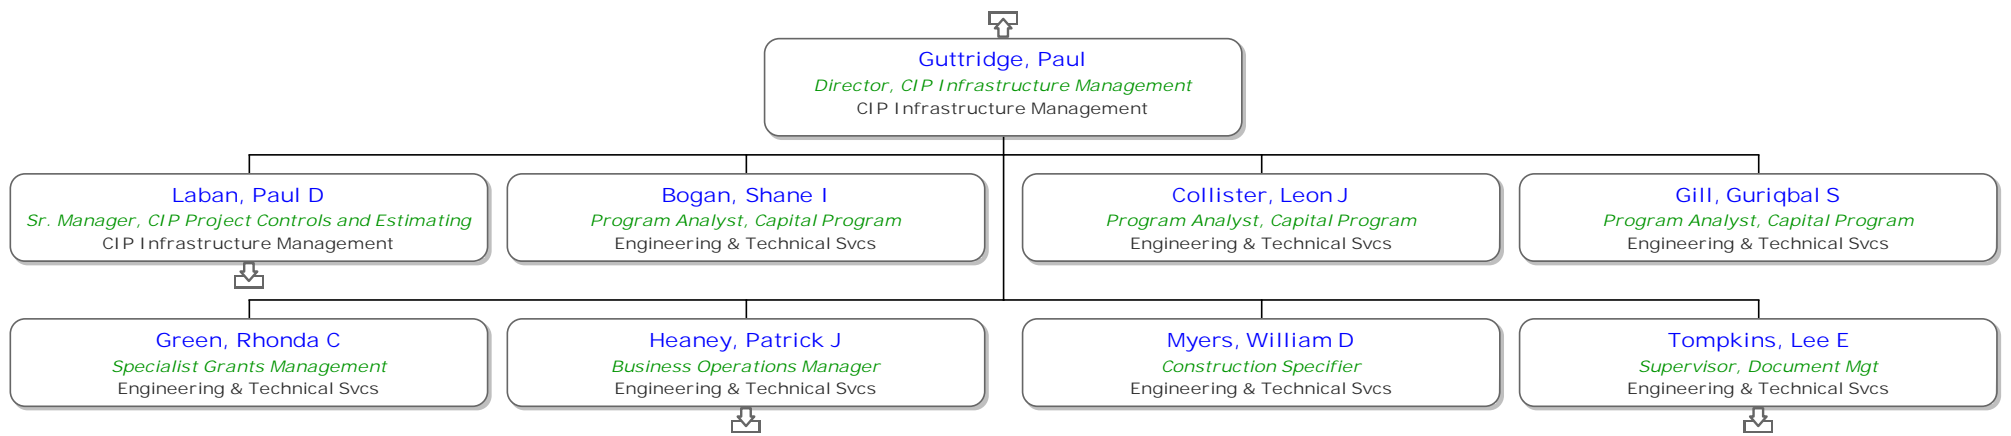 Guttridge, Paul
Director, CIP Infrastructure Management
CIP Infrastructure Management
Laban, Paul D
Sr. Manager, CIP Project Controls and Estimating
CIP Infrastructure Management
Bogan, Shane I
Program Analyst, Capital Program
Engineering & Technical Svcs
Collister, Leon J
Program Analyst, Capital Program
Engineering & Technical Svcs
Gill, Guriqbal S
Program Analyst, Capital Program
Engineering & Technical Svcs
Green, Rhonda C
Specialist Grants Management
Engineering & Technical Svcs
Heaney, Patrick J
Business Operations Manager
Engineering & Technical Svcs
Myers, William D
Construction Specifier
Engineering & Technical Svcs
Tompkins, Lee E
Supervisor, Document Mgt
Engineering & Technical Svcs